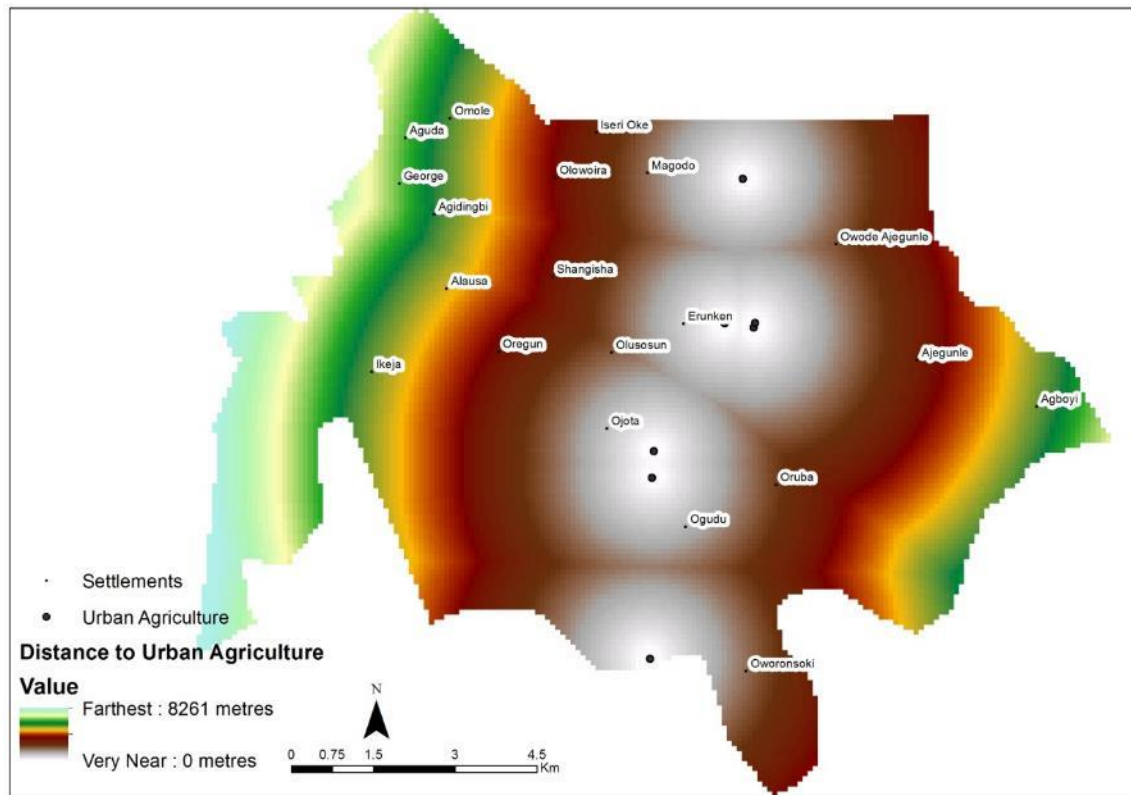 Omole
Iseri Oke
Aguda
Olowoira
Magodo
George
Agidingbi
Owode Ajegunle
Shangisha
Alausa
Erunken
Oregun
Olusosun
Ajegunle
Ikeja
Agboyi
Ojota
Oruba
Ogudu
Oworonsoki
Settlements
Urban Agriculture
Distance to Urban Agriculture
Value
Farthest : 8261 metres
Very Near : 0 metres
N
0 0.75 1.5 3 4.5
Km